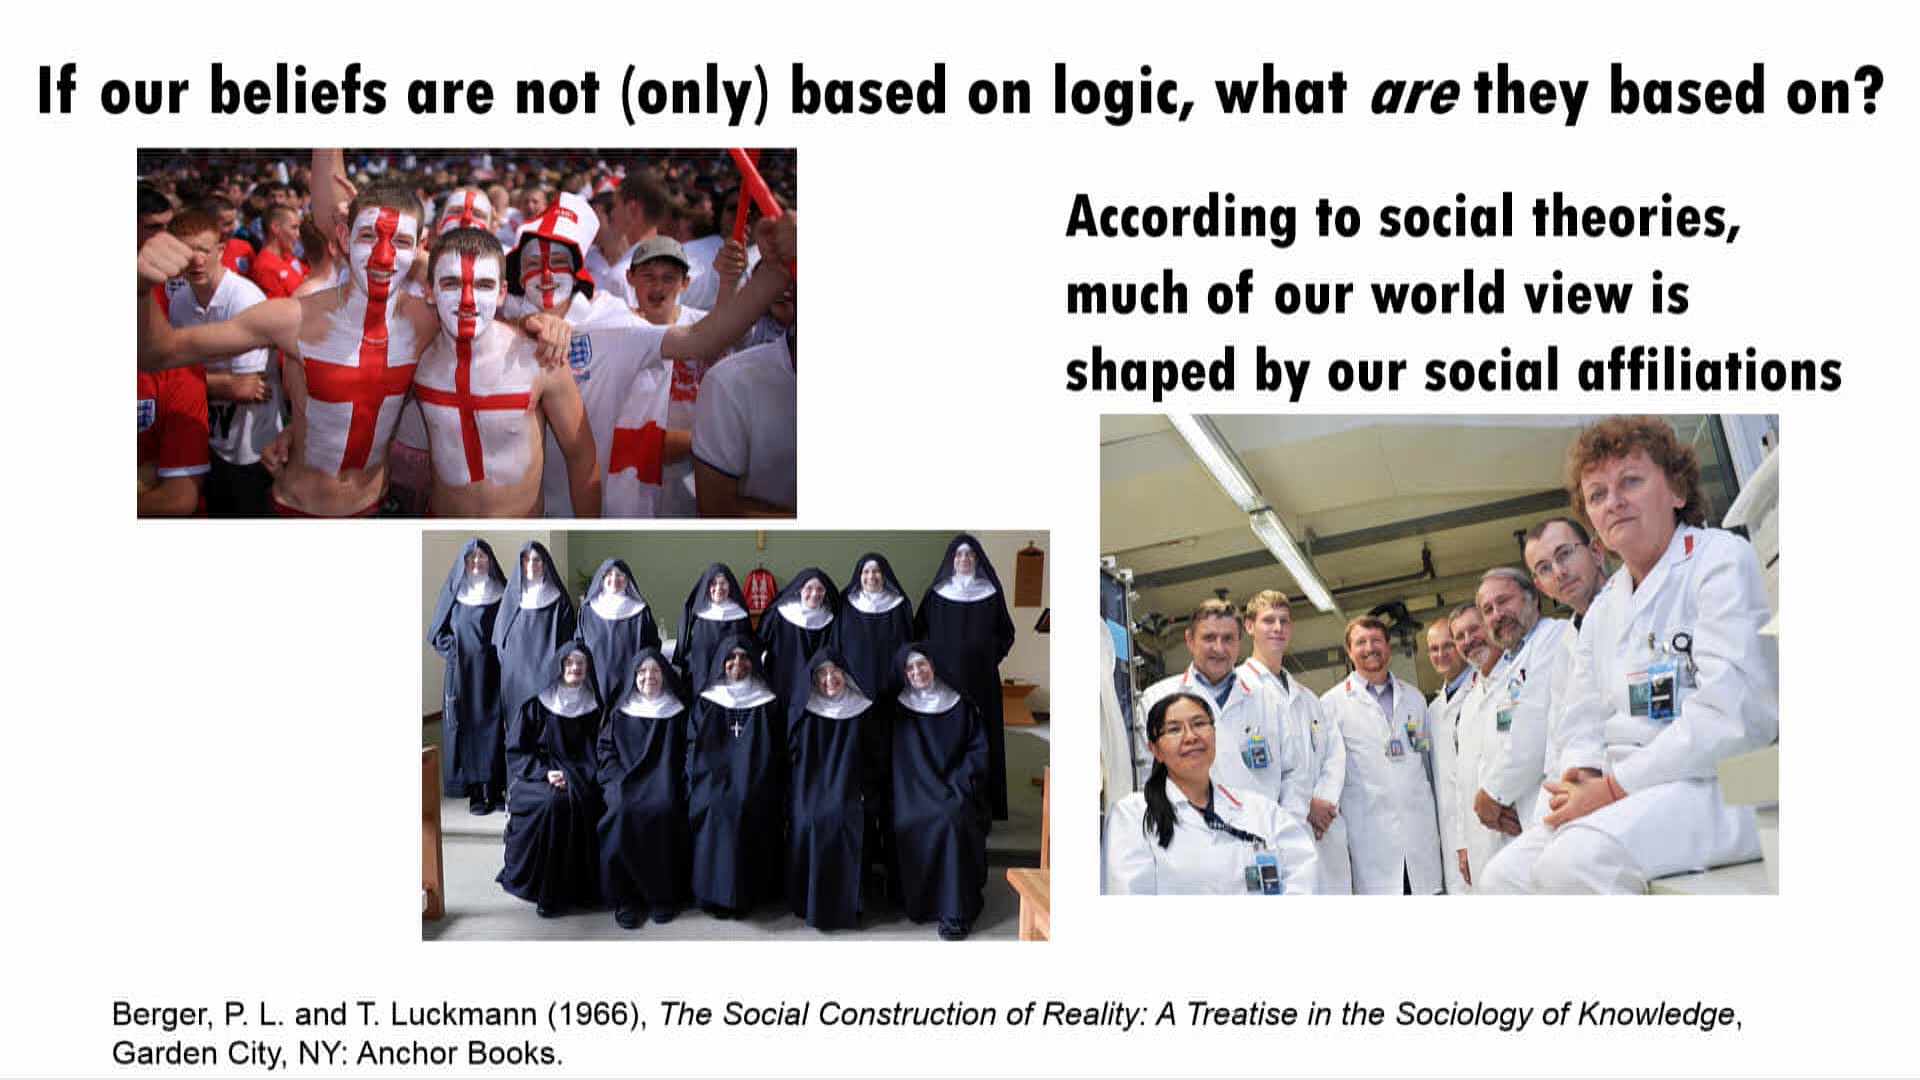 If our beliefs are not (only) based on logic, what are they based on?
According to social theories,
much of our world view is
shaped by our social affiliations
Berger, P. L. and T. Luckmann (1966), The Social Construction of Reality: A Treatise in the Sociology of Knowledge,
Garden City, NY: Anchor Books.